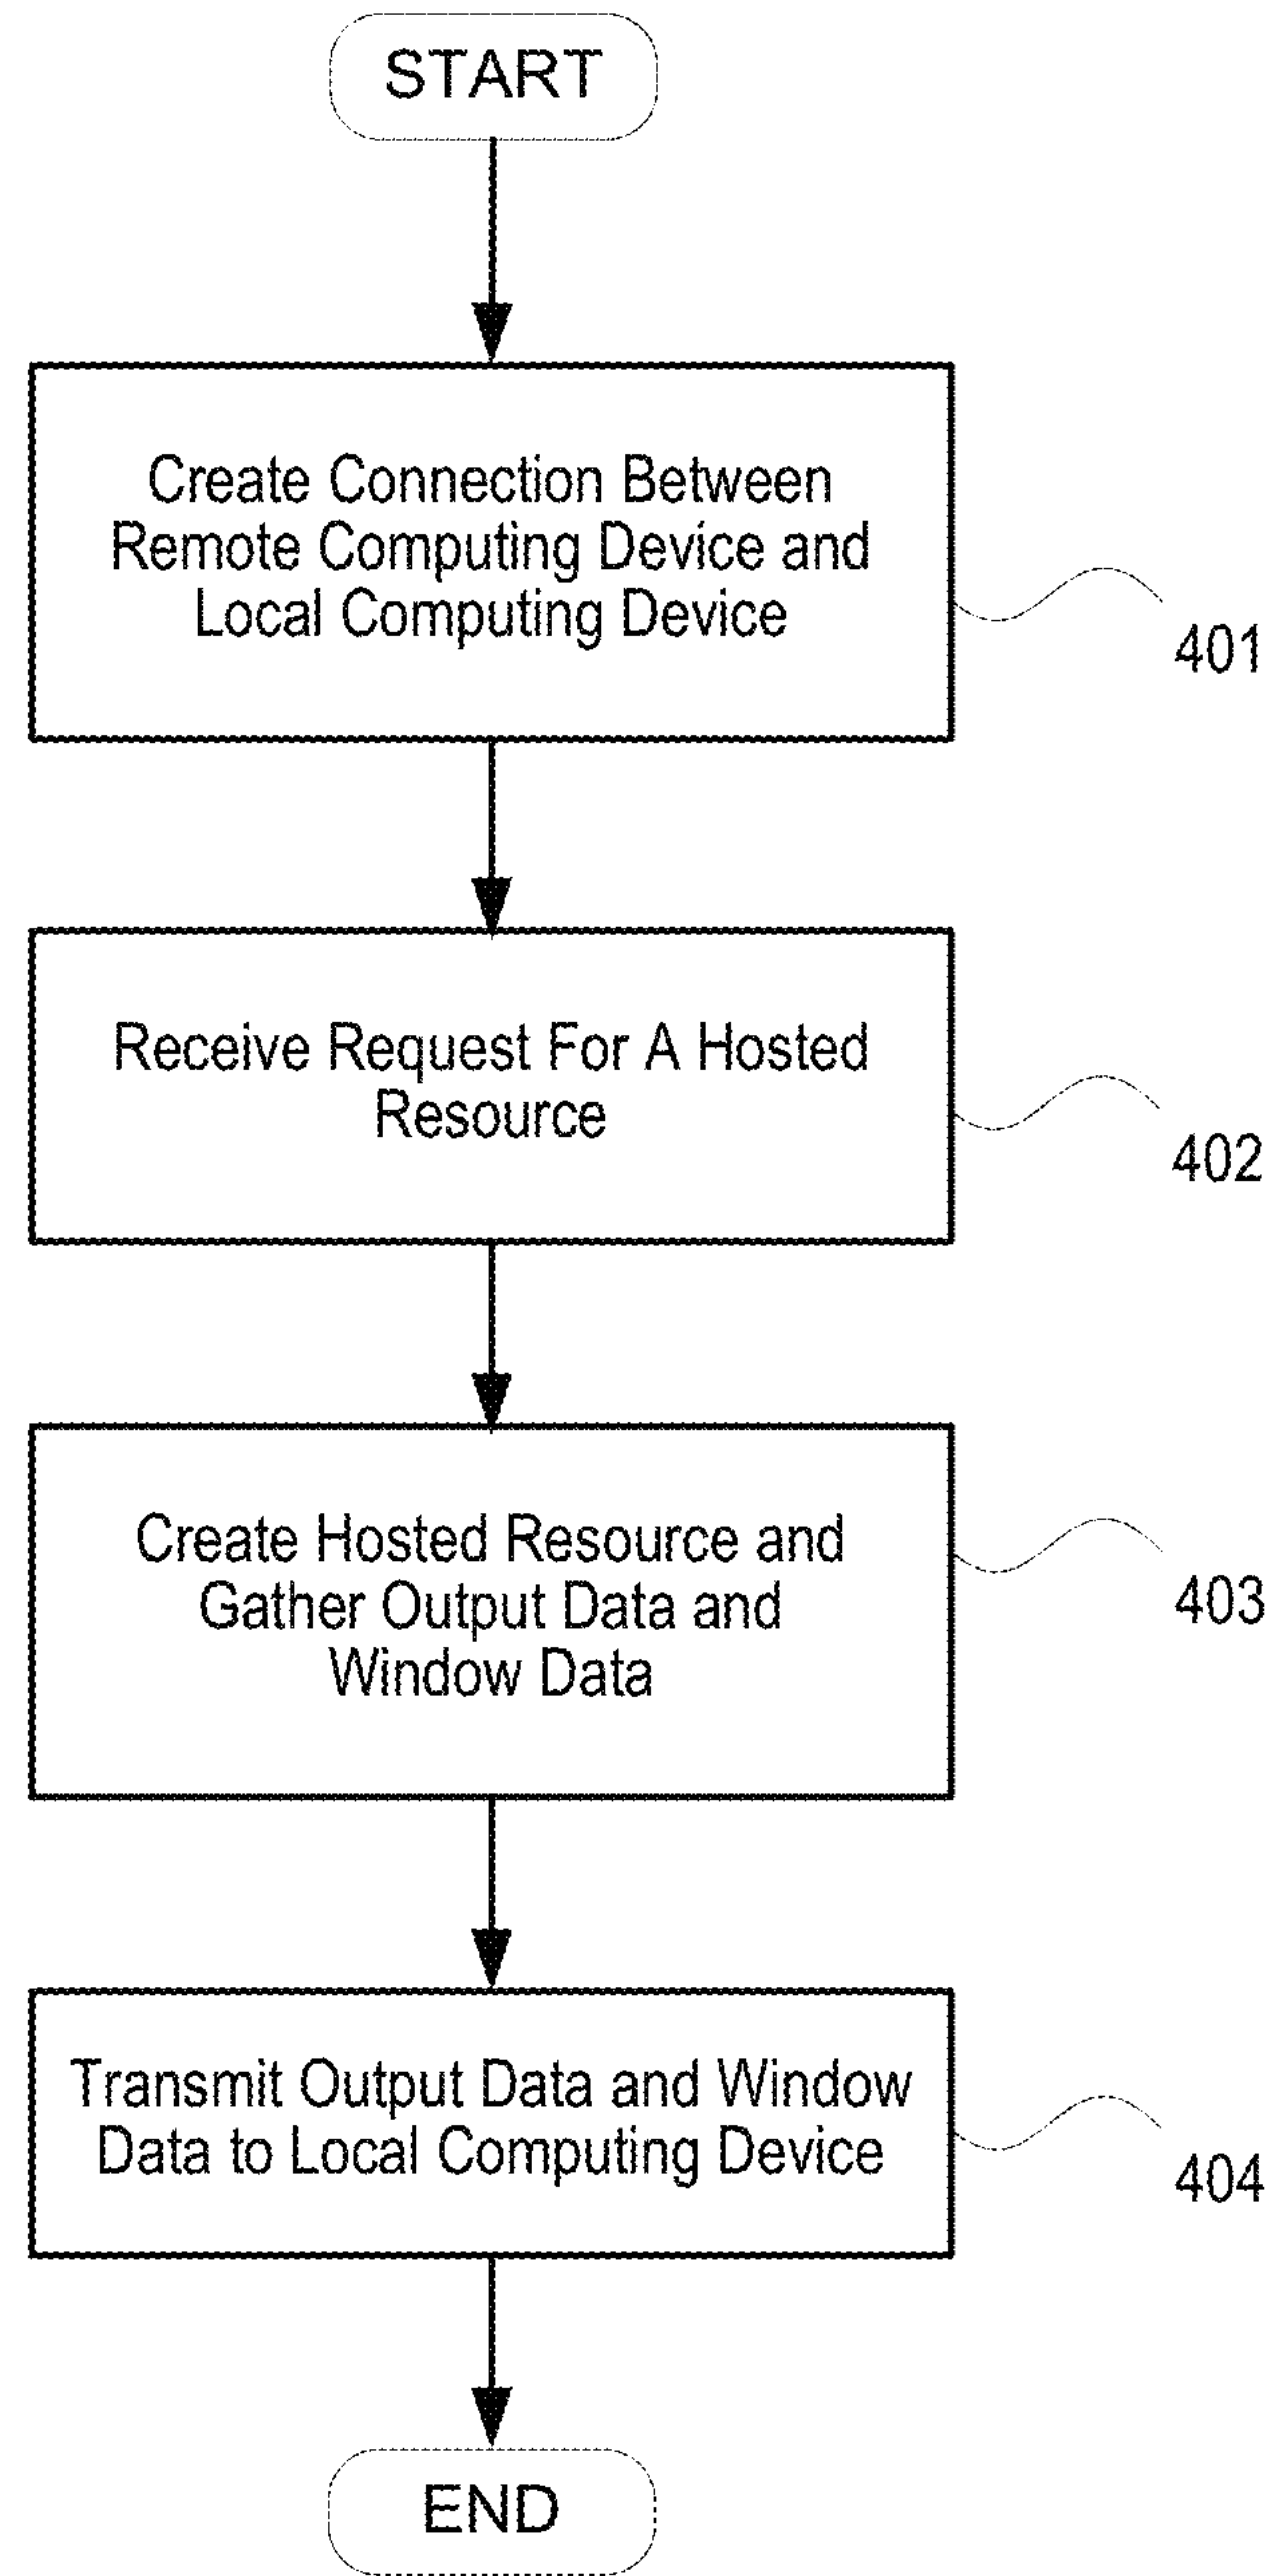 START
Create Connection Between
Remote Computing Device and
Local Computing Device
401
Receive Request For A Hosted
Resource
402
Create Hosted Resource and
Gather Output Data and
Window Data
403
Transmit Output Data and Window
Data to Local Computing Device
404
END